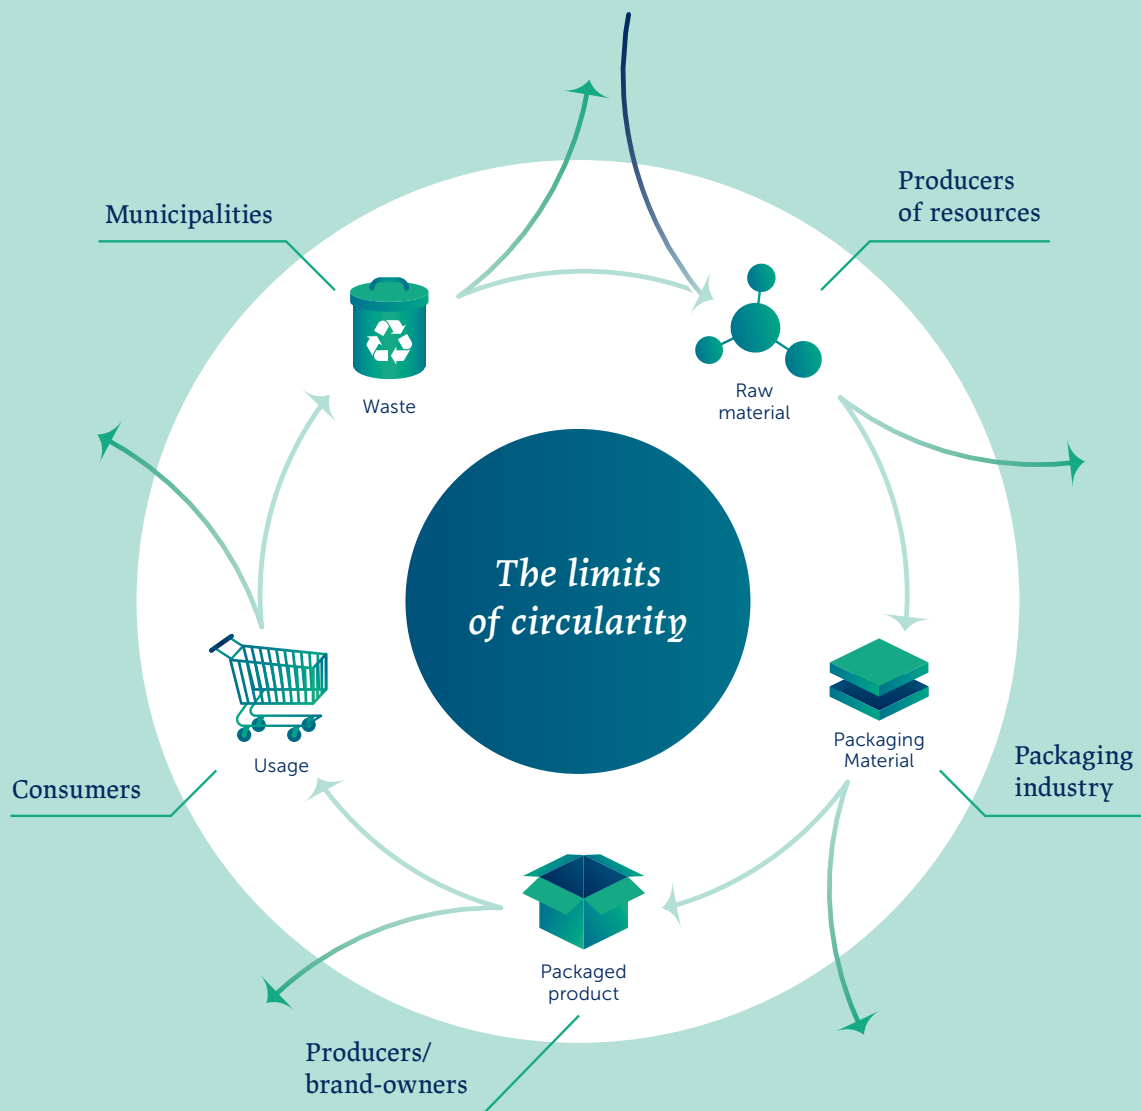 Producers
of resources
Municipalities
Raw
material
Waste
The limits
of circularity
Packaging
Material
Packaging
industry
Usage
Consumers
Packaged
product
Producers/
brand-owners